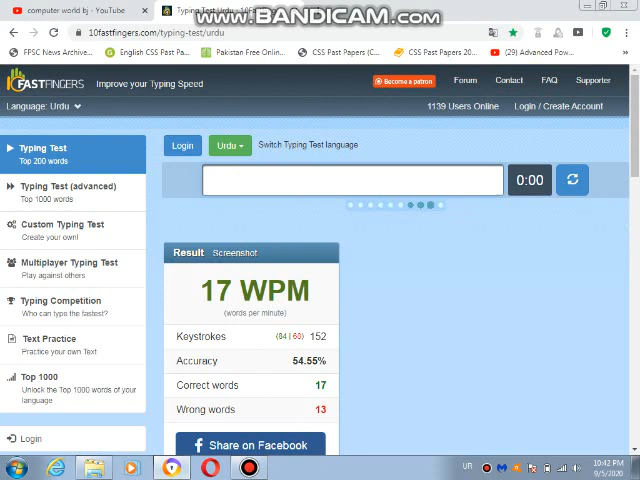 computer world bj - YouTube
Typing Test Urdu - 10Fa
WWW.BANDICAM.COM
10fastfingers.com/typing-test/urdu
FPSC News Archive...
English CSS Past P...
Pakistan Free Onlin...
CSS Past Papers (C...
CSS Past Papers 20...
(29) Advanced Pow...
FASTFINGERS
Improve your Typing Speed
Become a patron
Forum
Contact
FAQ
Supporter
Language: Urdu
1139 Users Online
Login / Create Account
Typing Test
Top 200 words
Typing Test (advanced)
Top 1000 words
Custom Typing Test
Create your own!
Multiplayer Typing Test
Play against others
Typing Competition
Who can type the fastest?
Text Practice
Practice your own Text
Top 1000
Unlock the Top 1000 words of your
language
Login
Login
Urdu
Switch Typing Test language
0:00
Result Screenshot
17 WPM
(words per minute)
Keystrokes (84 | 68) 152
Accuracy 54.55%
Correct words 17
Wrong words 13
Share on Facebook
UR
10:42 PM
9/5/2020